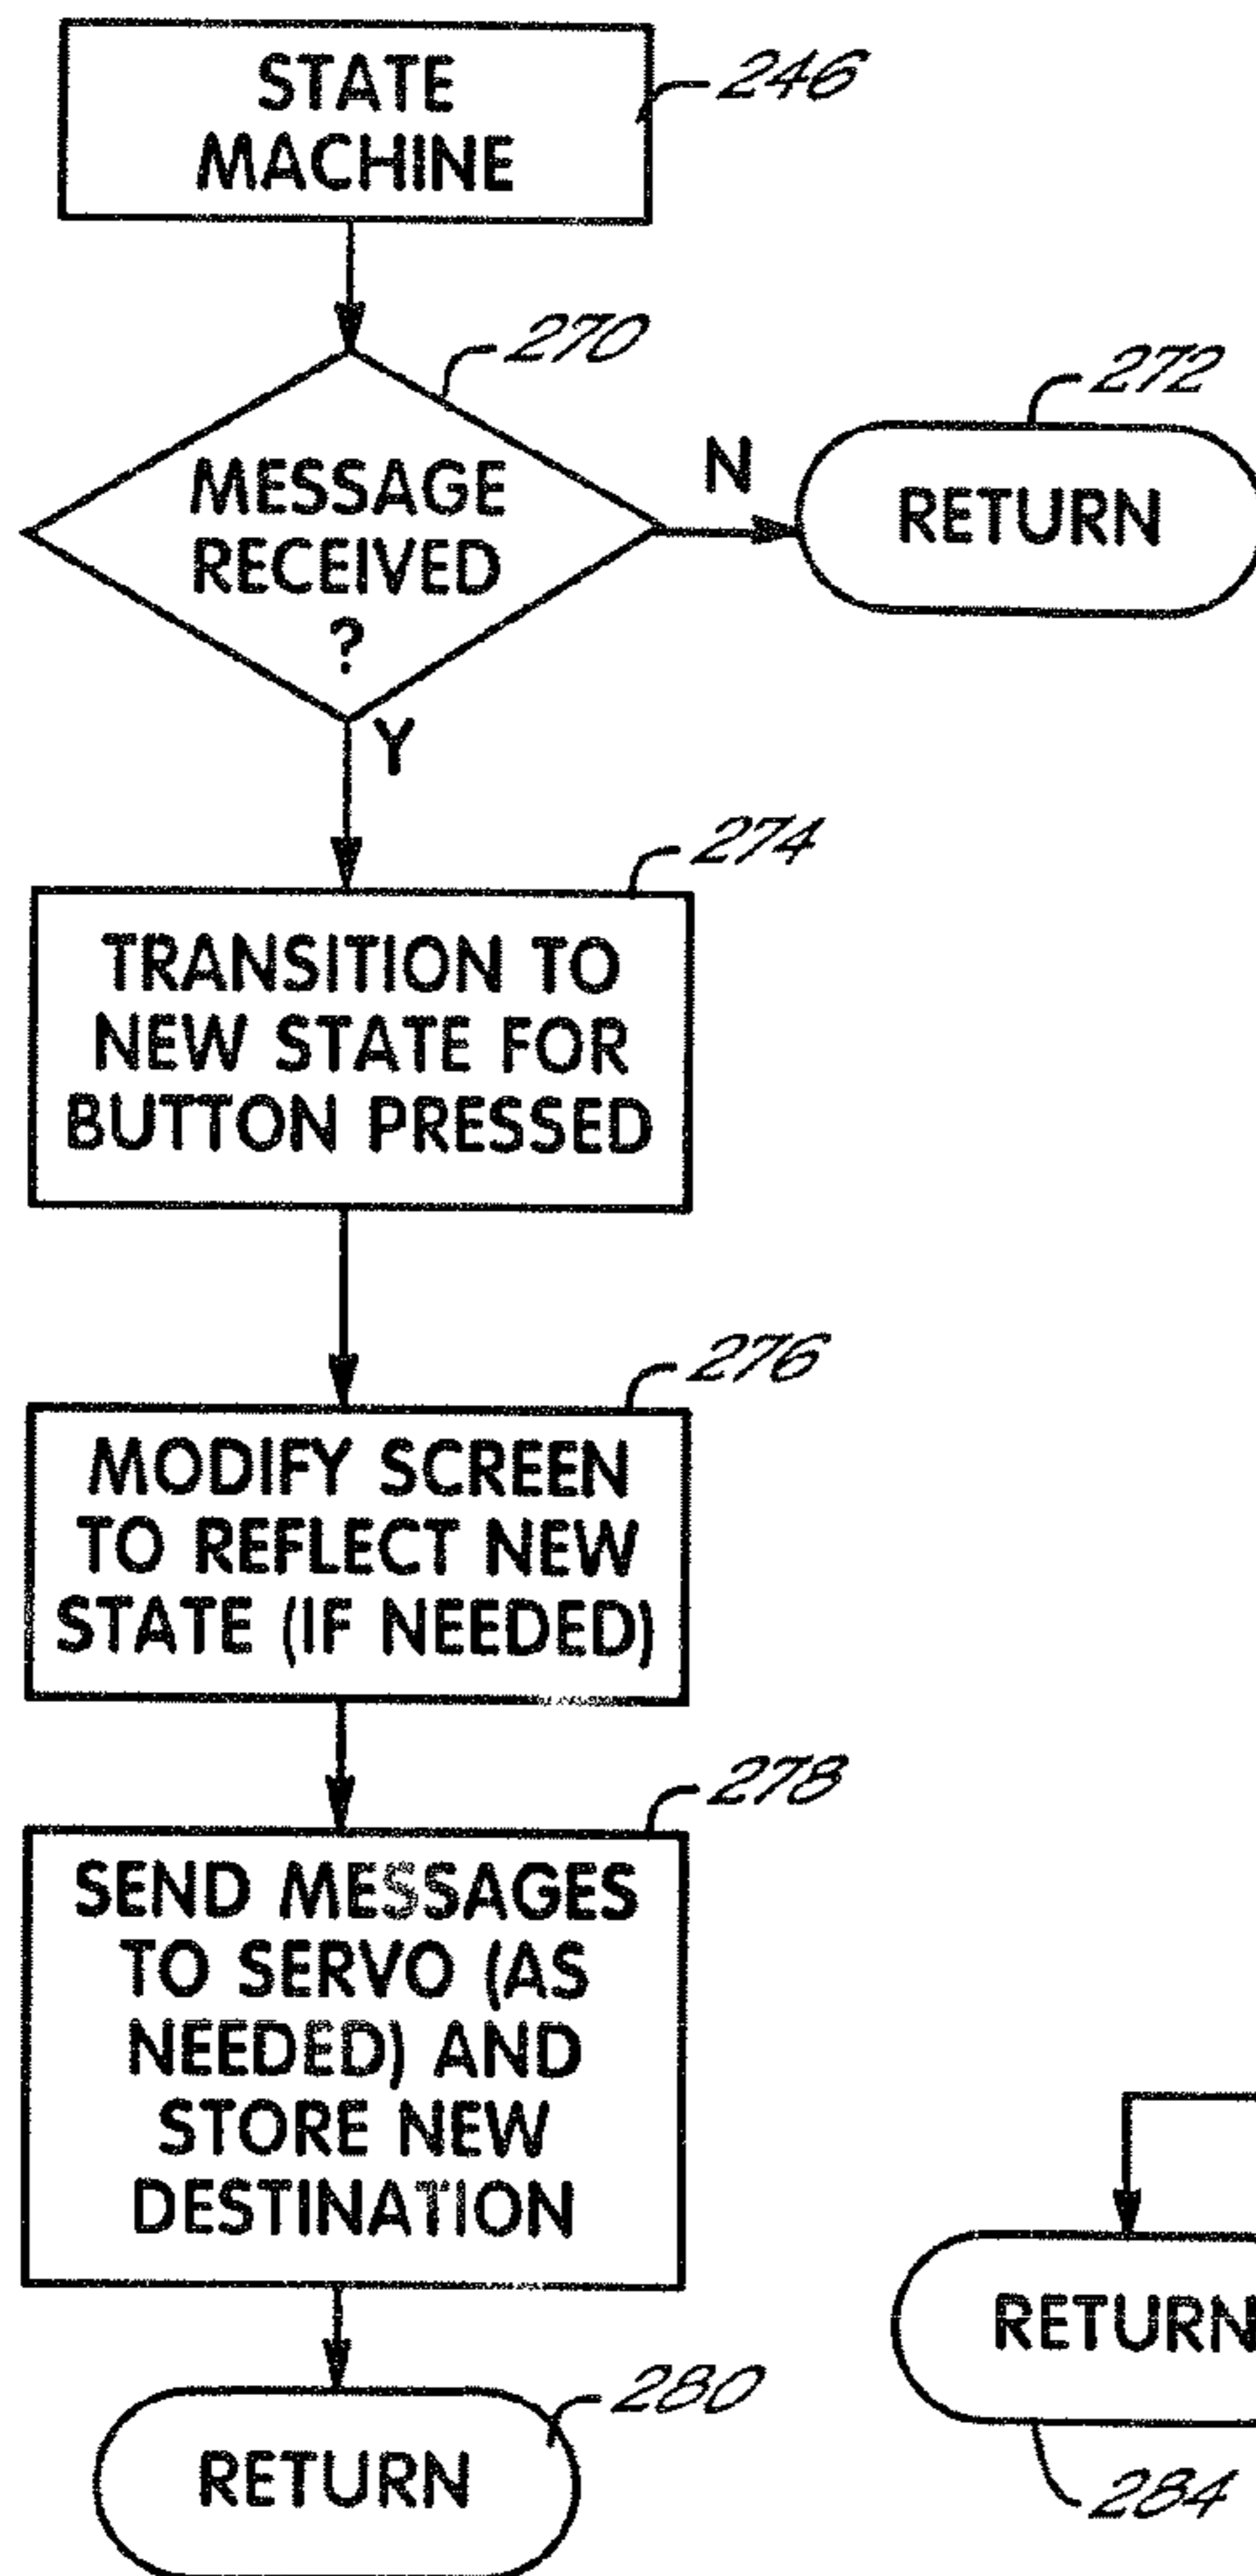 STATE
MACHINE
246
270
MESSAGE
RECEIVED
?
N
272
RETURN
Y
274
TRANSITION TO
NEW STATE FOR
BUTTON PRESSED
276
MODIFY SCREEN
TO REFLECT NEW
STATE (IF NEEDED)
278
SEND MESSAGES
TO SERVO (AS
NEEDED) AND
STORE NEW
DESTINATION
RETURN
284
280
RETURN